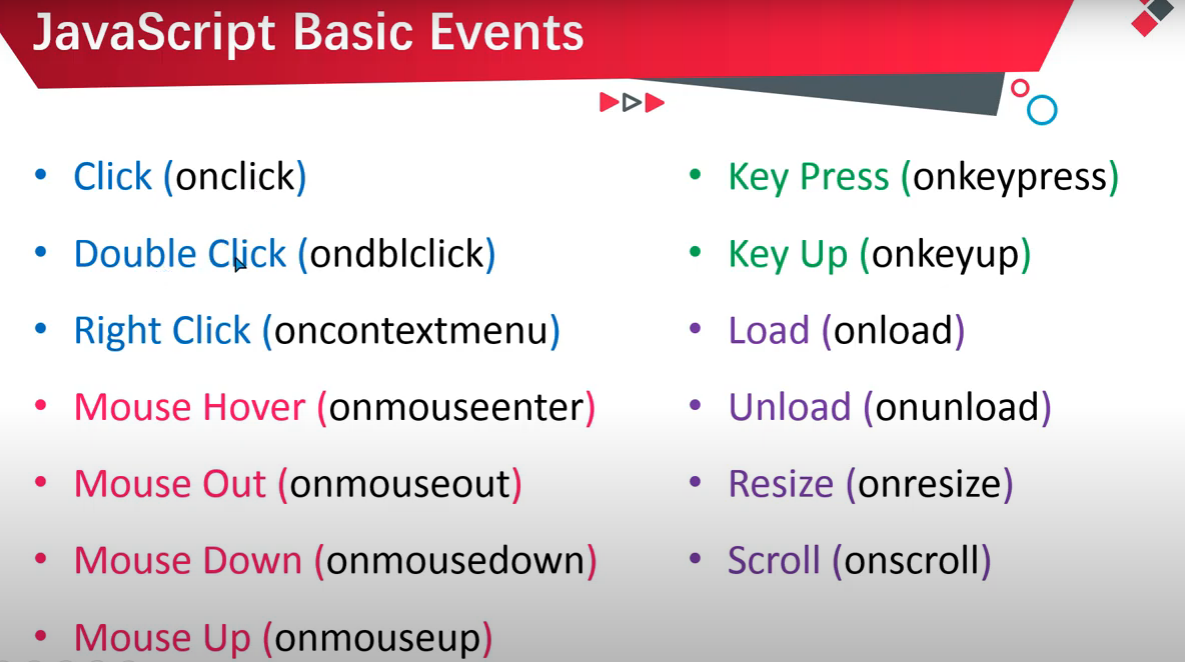 JavaScript Basic Events
• Click (onclick)
• Double Click (ondblclick)
• Right Click (oncontextmenu)
• Mouse Hover (onmouseenter)
• Mouse Out (onmouseout)
• Mouse Down (onmousedown)
• Mouse Up (onmouseup)
• Key Press (onkeypress)
• Key Up (onkeyup)
• Load (onload)
• Unload (onunload)
• Resize (onresize)
• Scroll (onscroll)